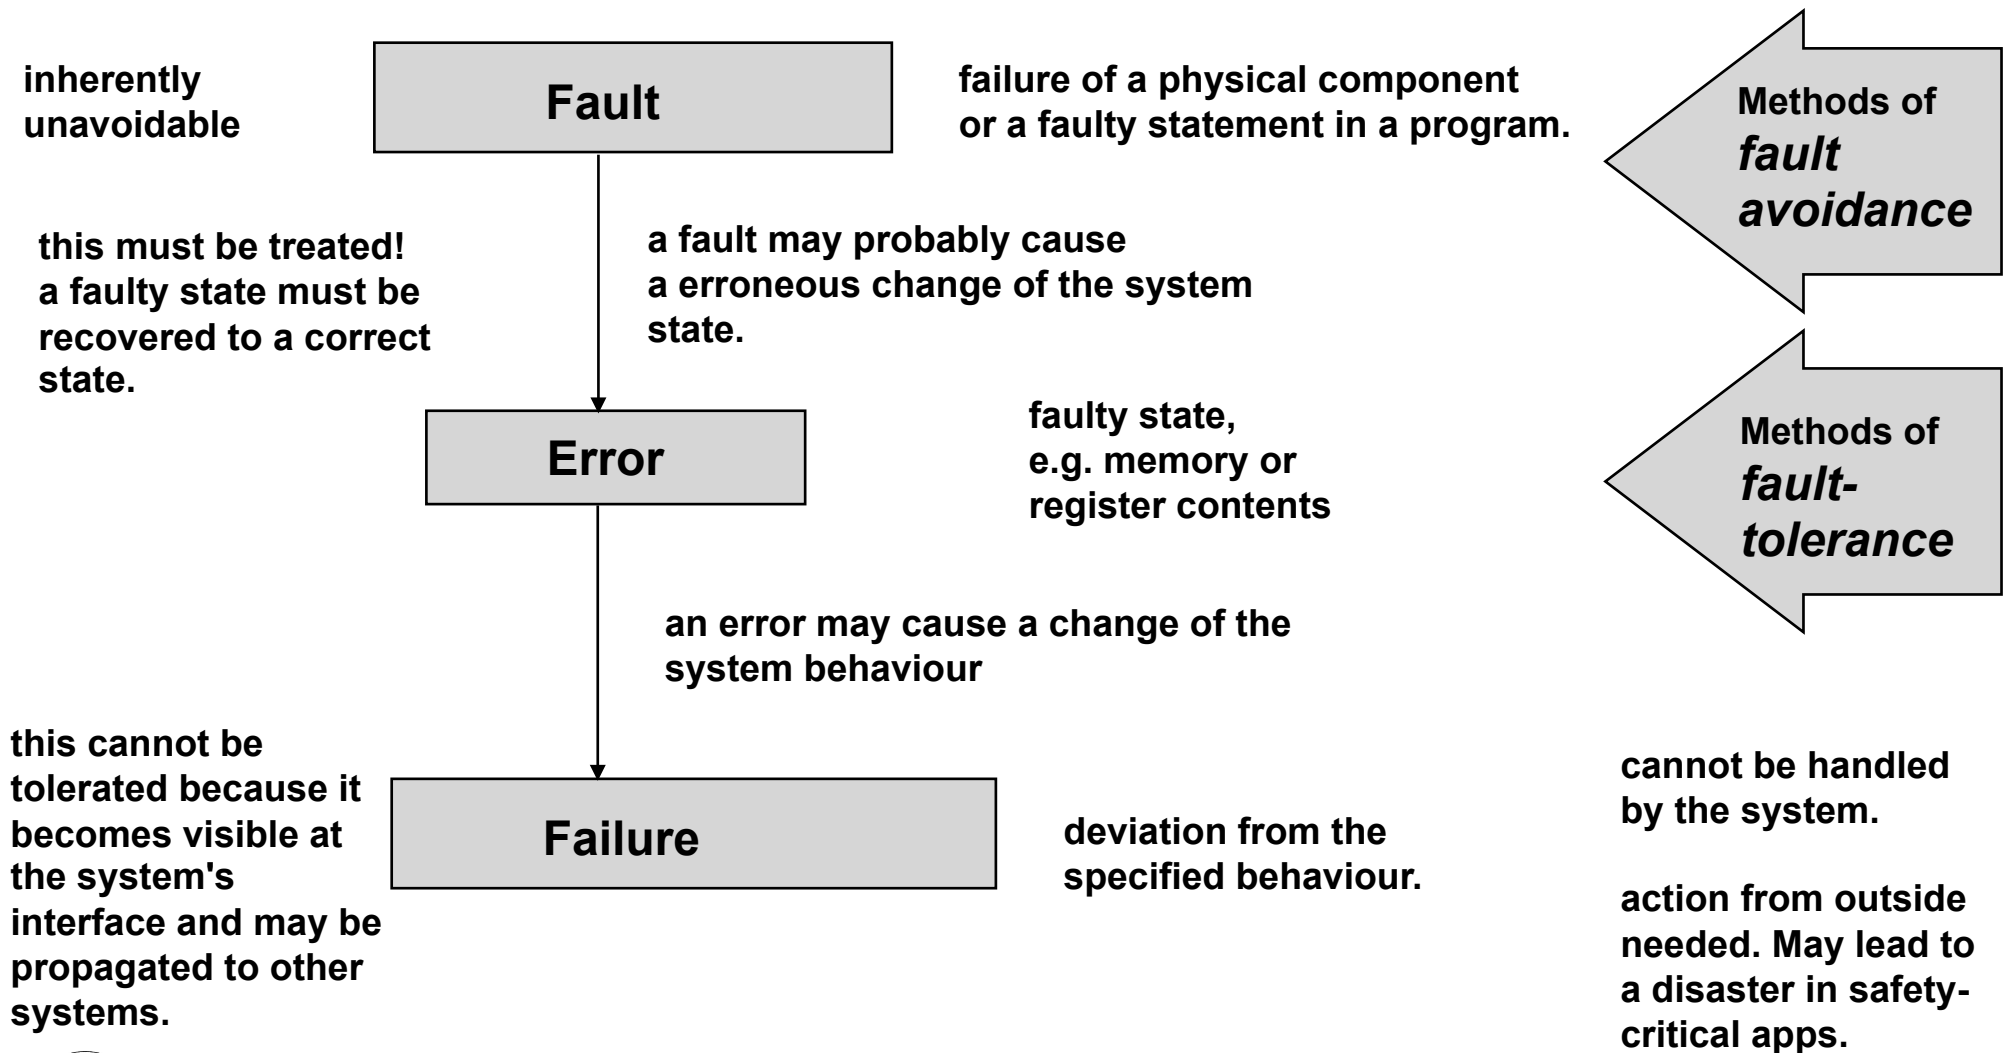 inherently
unavoidable
Fault
failure of a physical component
or a faulty statement in a program.
Methods of
fault
avoidance
this must be treated!
a faulty state must be
recovered to a correct
state.
a fault may probably cause
a erroneous change of the system
state.
Error
faulty state,
e.g. memory or
register contents
Methods of
fault-
tolerance
an error may cause a change of the
system behaviour
this cannot be
tolerated because it
becomes visible at
the system's
interface and may be
propagated to other
systems.
Failure
deviation from the
specified behaviour.
cannot be handled
by the system.
action from outside
needed. May lead to
a disaster in safety-
critical apps.